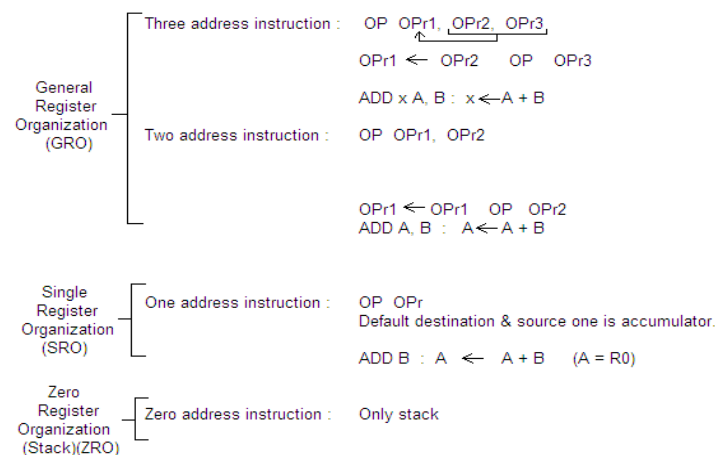 Three address instruction : OP OPr1, OPr2, OPr3
OPr1 ← OPr2 OP OPr3
General
Register
Organization
(GRO)
ADD x A, B : x ← A + B
Two address instruction : OP OPr1, OPr2
OPr1 ← OPr1 OP OPr2
ADD A, B : A ← A + B
Single
Register
Organization
(SRO)
One address instruction : OP OPr
Default destination & source one is accumulator.
ADD B : A ← A + B (A = R0)
Zero
Register
Organization
(Stack)(ZRO)
Zero address instruction : Only stack